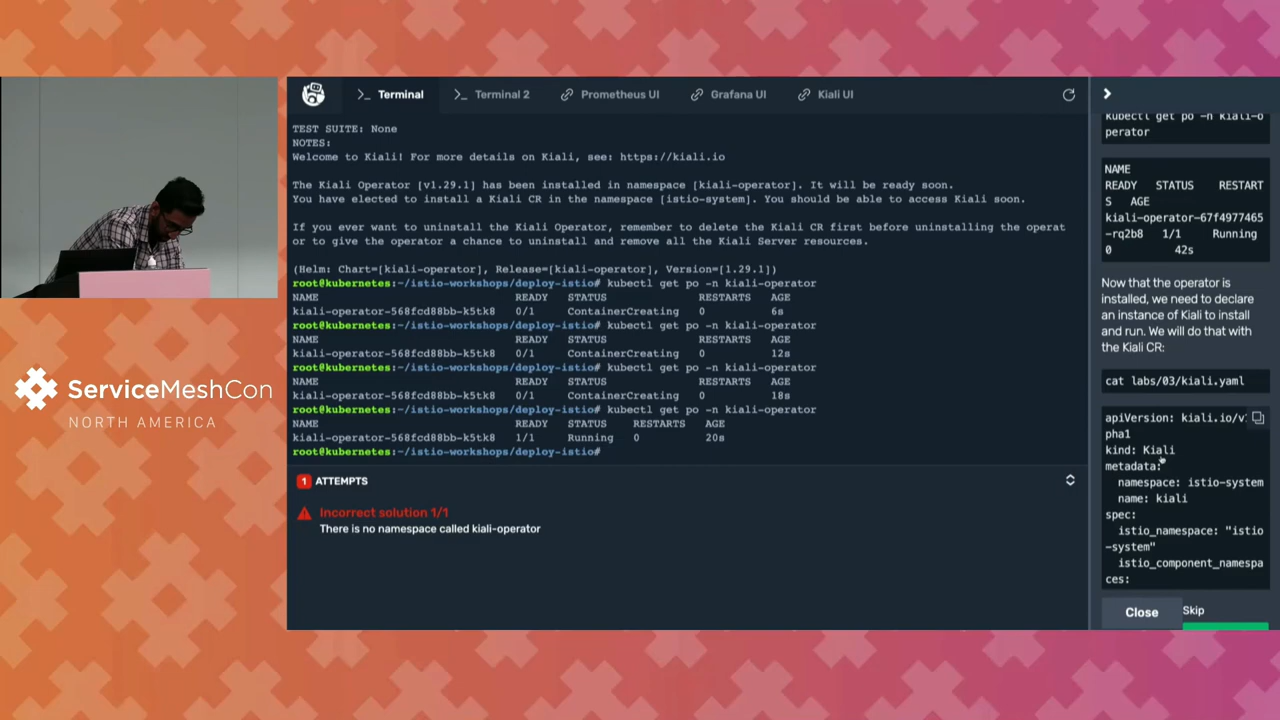 >_ Terminal
>_ Terminal 2
Prometheus UI
Grafana UI
Kiali UI
TEST SUITE: None
NOTES:
Welcome to Kiali! For more details on Kiali, see: https://kiali.io
The Kiali Operator [v1.29.1] has been installed in namespace [kiali-operator]. It will be ready soon.
You have elected to install a Kiali CR in the namespace [istio-system]. You should be able to access Kiali soon.
If you ever want to uninstall the Kiali Operator, remember to delete the Kiali CR first before uninstalling the operat
or to give the operator a chance to uninstall and remove all the Kiali Server resources.
(Helm: Chart=[kiali-operator], Release=[kiali-operator], Version=[1.29.1])
root@kubernetes:~/istio-workshops/deploy-istio# kubectl get po -n kiali-operator
NAME READY STATUS RESTARTS AGE
kiali-operator-568fcd88bb-k5tk8 0/1 ContainerCreating 0 6s
root@kubernetes:~/istio-workshops/deploy-istio# kubectl get po -n kiali-operator
NAME READY STATUS RESTARTS AGE
kiali-operator-568fcd88bb-k5tk8 0/1 ContainerCreating 0 12s
root@kubernetes:~/istio-workshops/deploy-istio# kubectl get po -n kiali-operator
NAME READY STATUS RESTARTS AGE
kiali-operator-568fcd88bb-k5tk8 0/1 ContainerCreating 0 18s
root@kubernetes:~/istio-workshops/deploy-istio# kubectl get po -n kiali-operator
NAME READY STATUS RESTARTS AGE
kiali-operator-568fcd88bb-k5tk8 1/1 Running 0 20s
root@kubernetes:~/istio-workshops/deploy-istio#
1 ATTEMPTS
Incorrect solution 1/1
There is no namespace called kiali-operator
kubectl get po -n kiali-o
perator
NAME
READY STATUS RESTART
S AGE
kiali-operator-67f4977465
-rq2b8 1/1 Running
0 42s
Now that the operator is
installed, we need to declare
an instance of Kiali to install
and run. We will do that with
the Kiali CR:
cat labs/03/kiali.yaml
apiVersion: kiali.io/v
pha1
kind: Kiali
metadata:
namespace: istio-system
name: kiali
spec:
istio_namespace: "istio
-system"
istio_component_namespa
ces:
Close
Skip
ServiceMeshCon
NORTH AMERICA